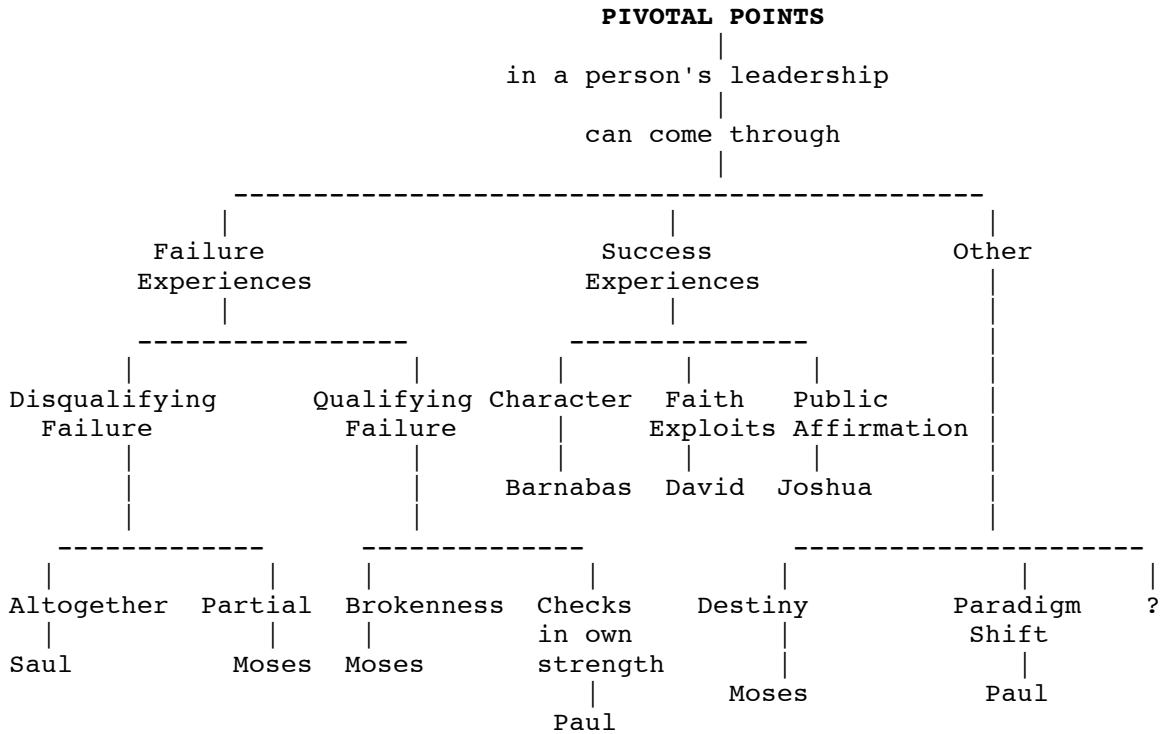 PIVOTAL POINTS
in a person's leadership
can come through
Failure Success Other
Experiences Experiences
Disqualifying Qualifying Character Faith Public
Failure Failure Exploits Affirmation
Barnabas David Joshua
Altogether Partial Brokenness Checks Destiny Paradigm ?
in own Shift
Saul Moses Moses strength
Moses Paul
Paul